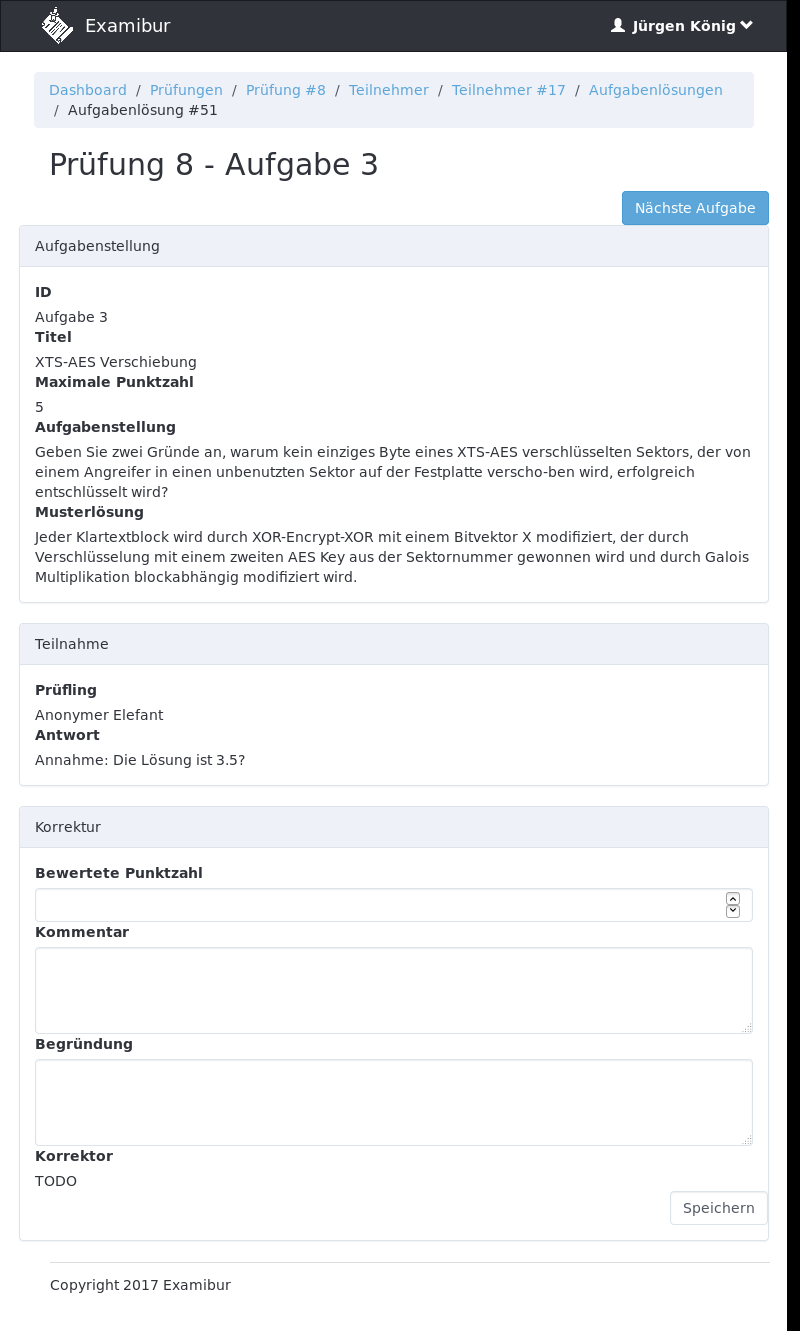 Examibur
Jürgen König
Dashboard / Prüfungen / Prüfung #8 / Teilnehmer / Teilnehmer #17 / Aufgabenlösungen
/ Aufgabenlösung #51
Prüfung 8 - Aufgabe 3
Nächste Aufgabe
Aufgabenstellung
ID
Aufgabe 3
Titel
XTS-AES Verschiebung
Maximale Punktzahl
5
Aufgabenstellung
Geben Sie zwei Gründe an, warum kein einziges Byte eines XTS-AES verschlüsselten Sektors, der von
einem Angreifer in einen unbenutzten Sektor auf der Festplatte verscho-ben wird, erfolgreich
entschlüsselt wird?
Musterlösung
Jeder Klartextblock wird durch XOR-Encrypt-XOR mit einem Bitvektor X modifiziert, der durch
Verschlüsselung mit einem zweiten AES Key aus der Sektornummer gewonnen wird und durch Galois
Multiplikation blockabhängig modifiziert wird.
Teilnahme
Prüfling
Anonymer Elefant
Antwort
Annahme: Die Lösung ist 3.5?
Korrektur
Bewertete Punktzahl
Kommentar
Begründung
Korrektor
TODO
Speichern
Copyright 2017 Examibur